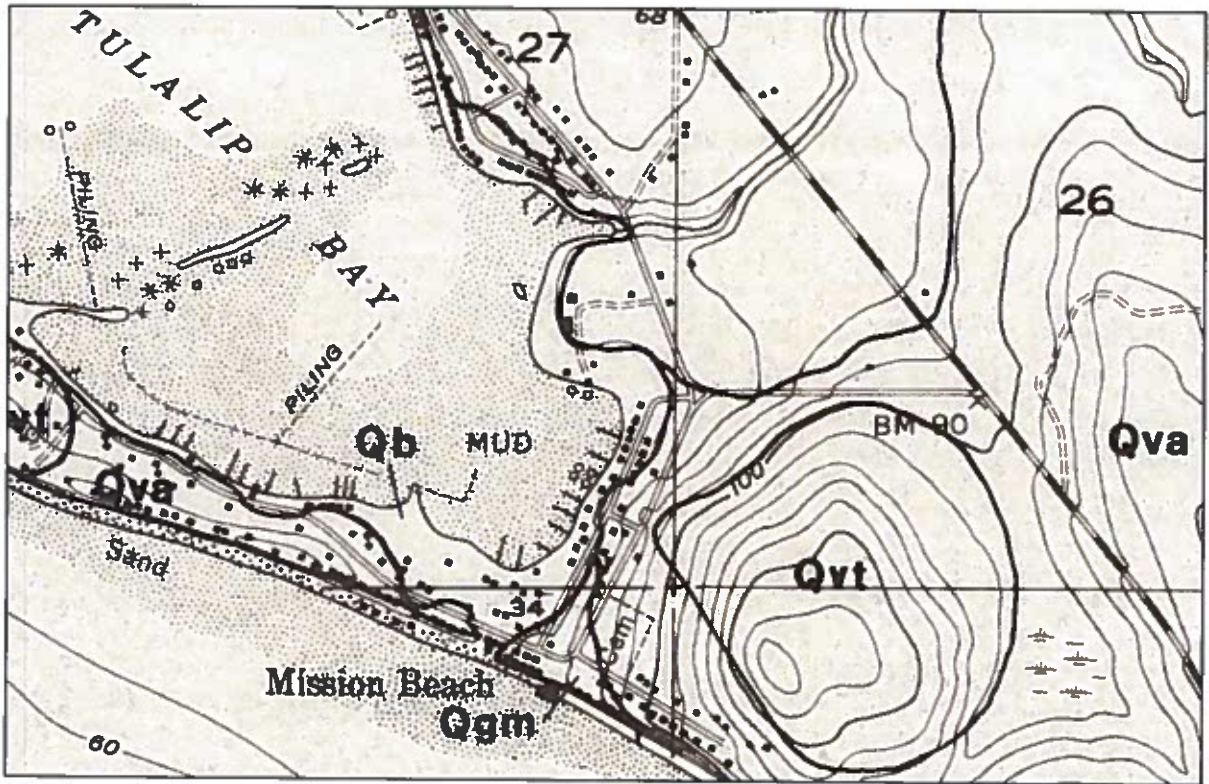 68
27
TULALIP
BAY
26
PILING
PILING
Qb
MUD
BM 90
Qva
100
Qva
Sand
Qvt
34
Cem
Mission Beach
Qgm
60